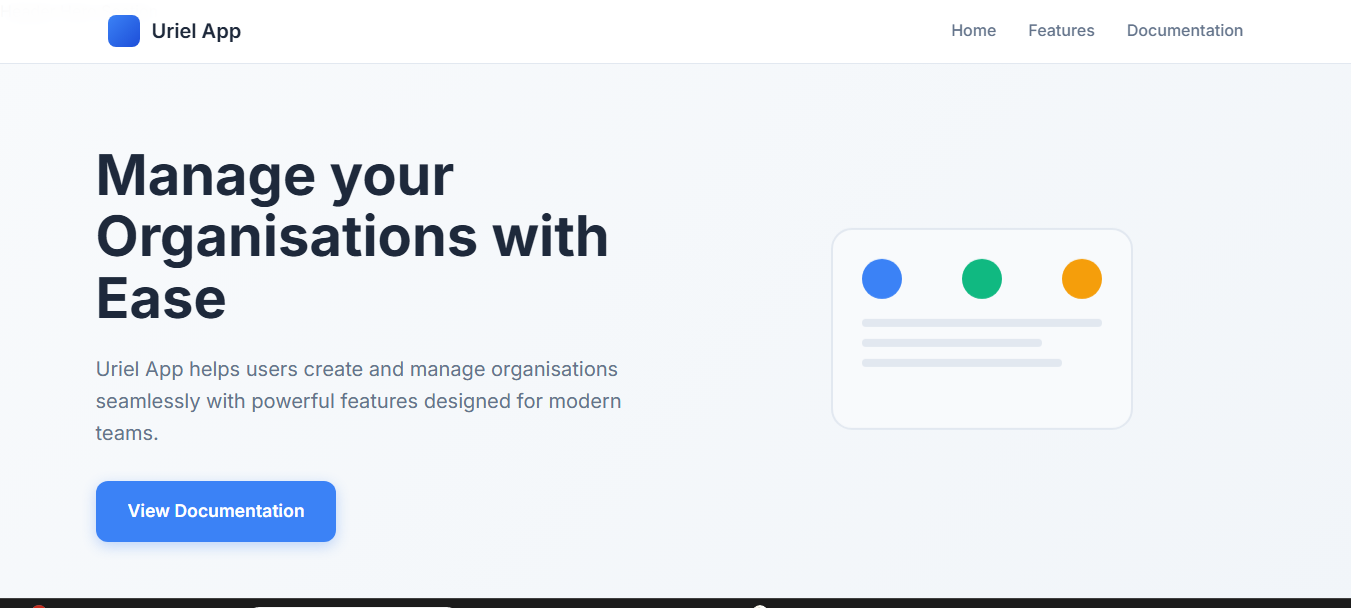 Uriel App
Home
Features
Documentation
Manage your
Organisations with
Ease
Uriel App helps users create and manage organisations
seamlessly with powerful features designed for modern
teams.
View Documentation